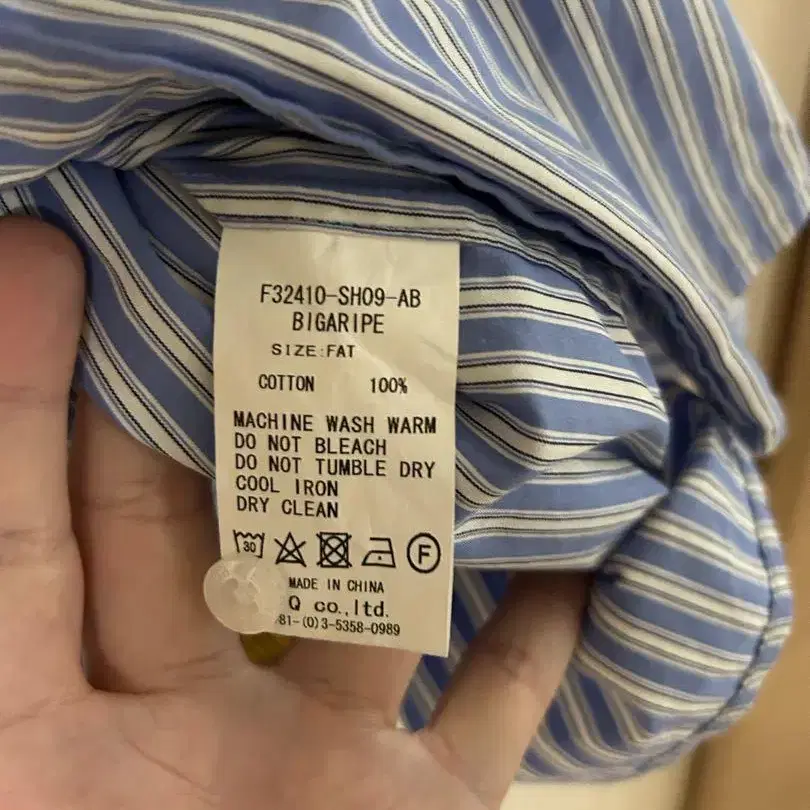 F32410-SH09-AB
BIGARIPE
SIZE:FAT
COTTON 100%
MACHINE WASH WARM
DO NOT BLEACH
DO NOT TUMBLE DRY
COOL IRON
DRY CLEAN
30 F
MADE IN CHINA
Q co.,ltd.
81-(0)3-5358-0989